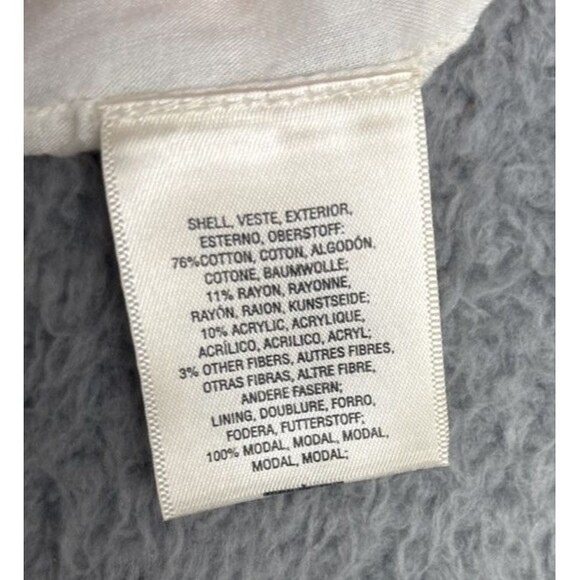 SHELL, VESTE, EXTERIOR,
ESTERNO, OBERSTOFF:
76%COTTON, COTON, ALGODÓN,
COTONE, BAUMWOLLE;
11% RAYON, RAYONNE,
RAYÓN, RAION, KUNSTSEIDE;
10% ACRYLIC, ACRYLIQUE,
ACRÍLICO, ACRILICO, ACRYL;
3% OTHER FIBERS, AUTRES FIBRES,
OTRAS FIBRAS, ALTRE FIBRE,
ANDERE FASERN;
LINING, DOUBLURE, FORRO,
FODERA, FUTTERSTOFF;
100% MODAL, MODAL, MODAL,
MODAL, MODAL;